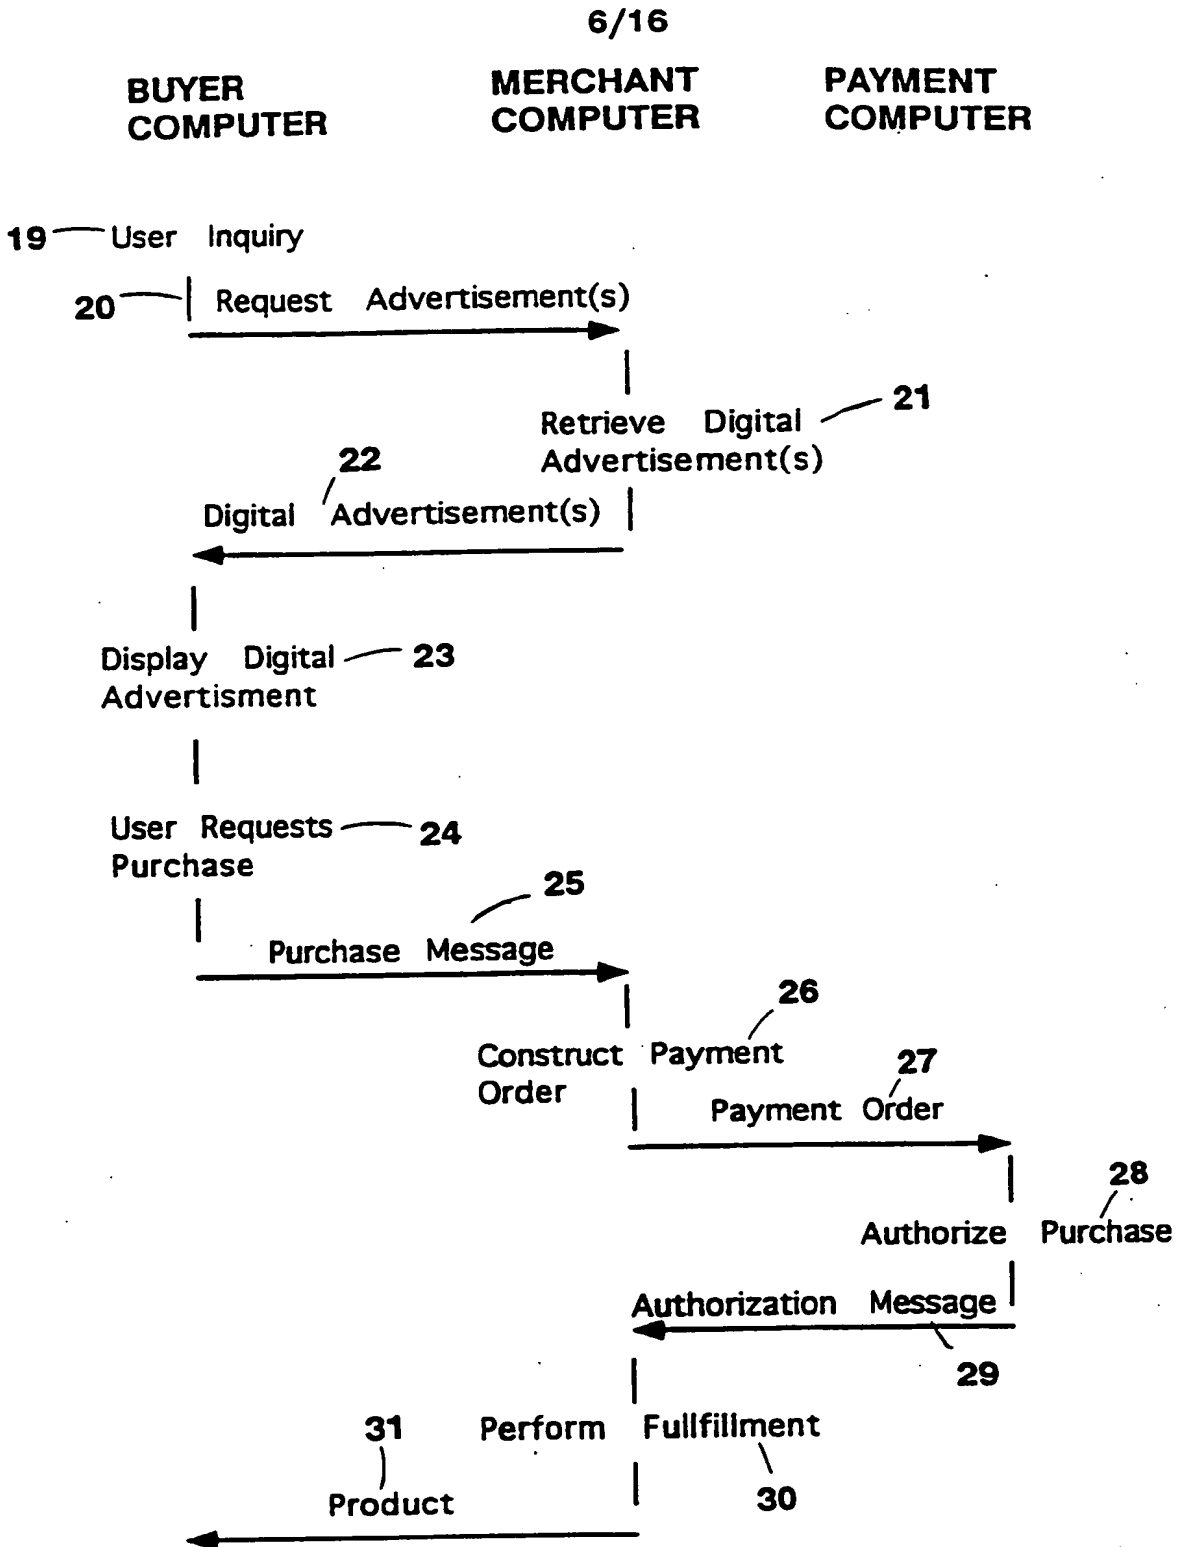 6/16
BUYER
COMPUTER
MERCHANT
COMPUTER
PAYMENT
COMPUTER
19 User Inquiry
20 Request Advertisement(s)
21
Retrieve Digital
Advertisement(s)
22
Digital Advertisement(s)
Display Digital 23
Advertisment
User Requests 24
Purchase
25
Purchase Message
26
Construct Payment
Order
27
Payment Order
28
Authorize Purchase
Authorization Message
29
31 Perform Fullfillment
30
Product